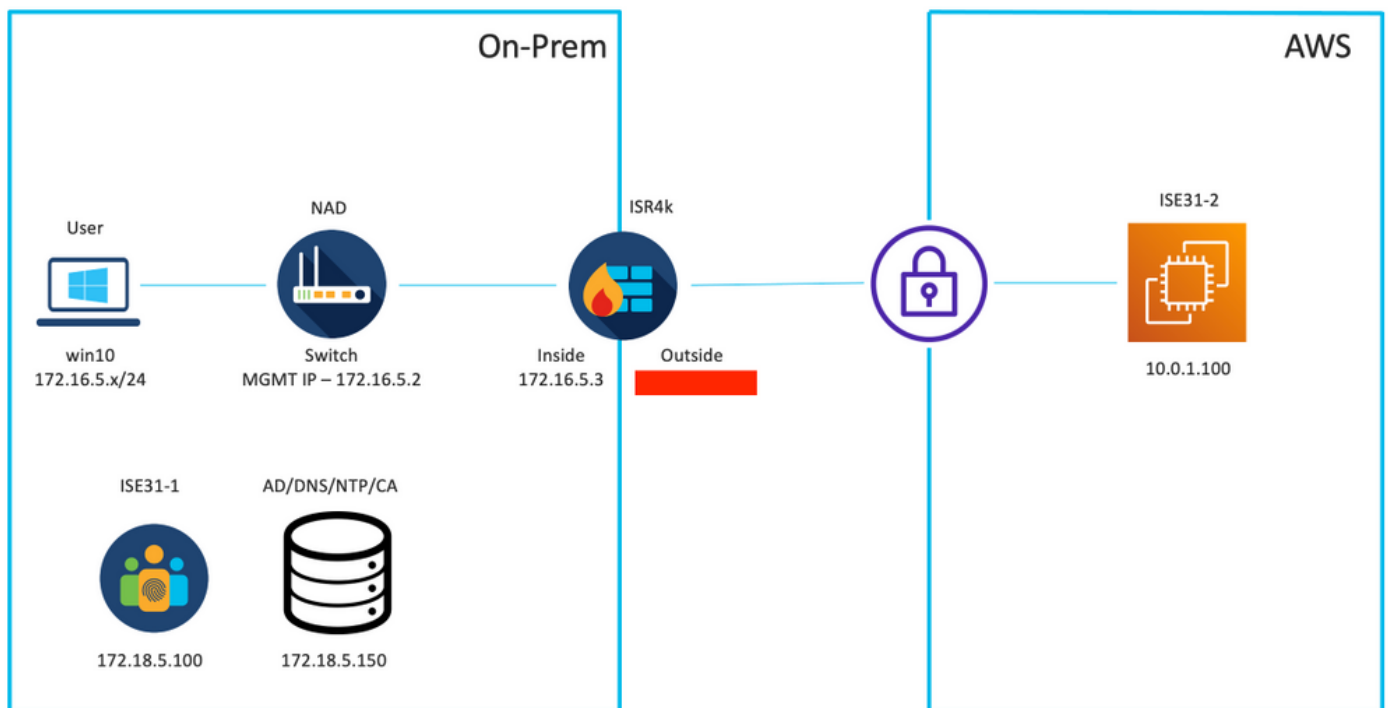 On-Prem
AWS
User
NAD
ISR4k
ISE31-2
win10
172.16.5.x/24
Switch
MGMT IP – 172.16.5.2
Inside
172.16.5.3
Outside
10.0.1.100
ISE31-1
AD/DNS/NTP/CA
172.18.5.100
172.18.5.150